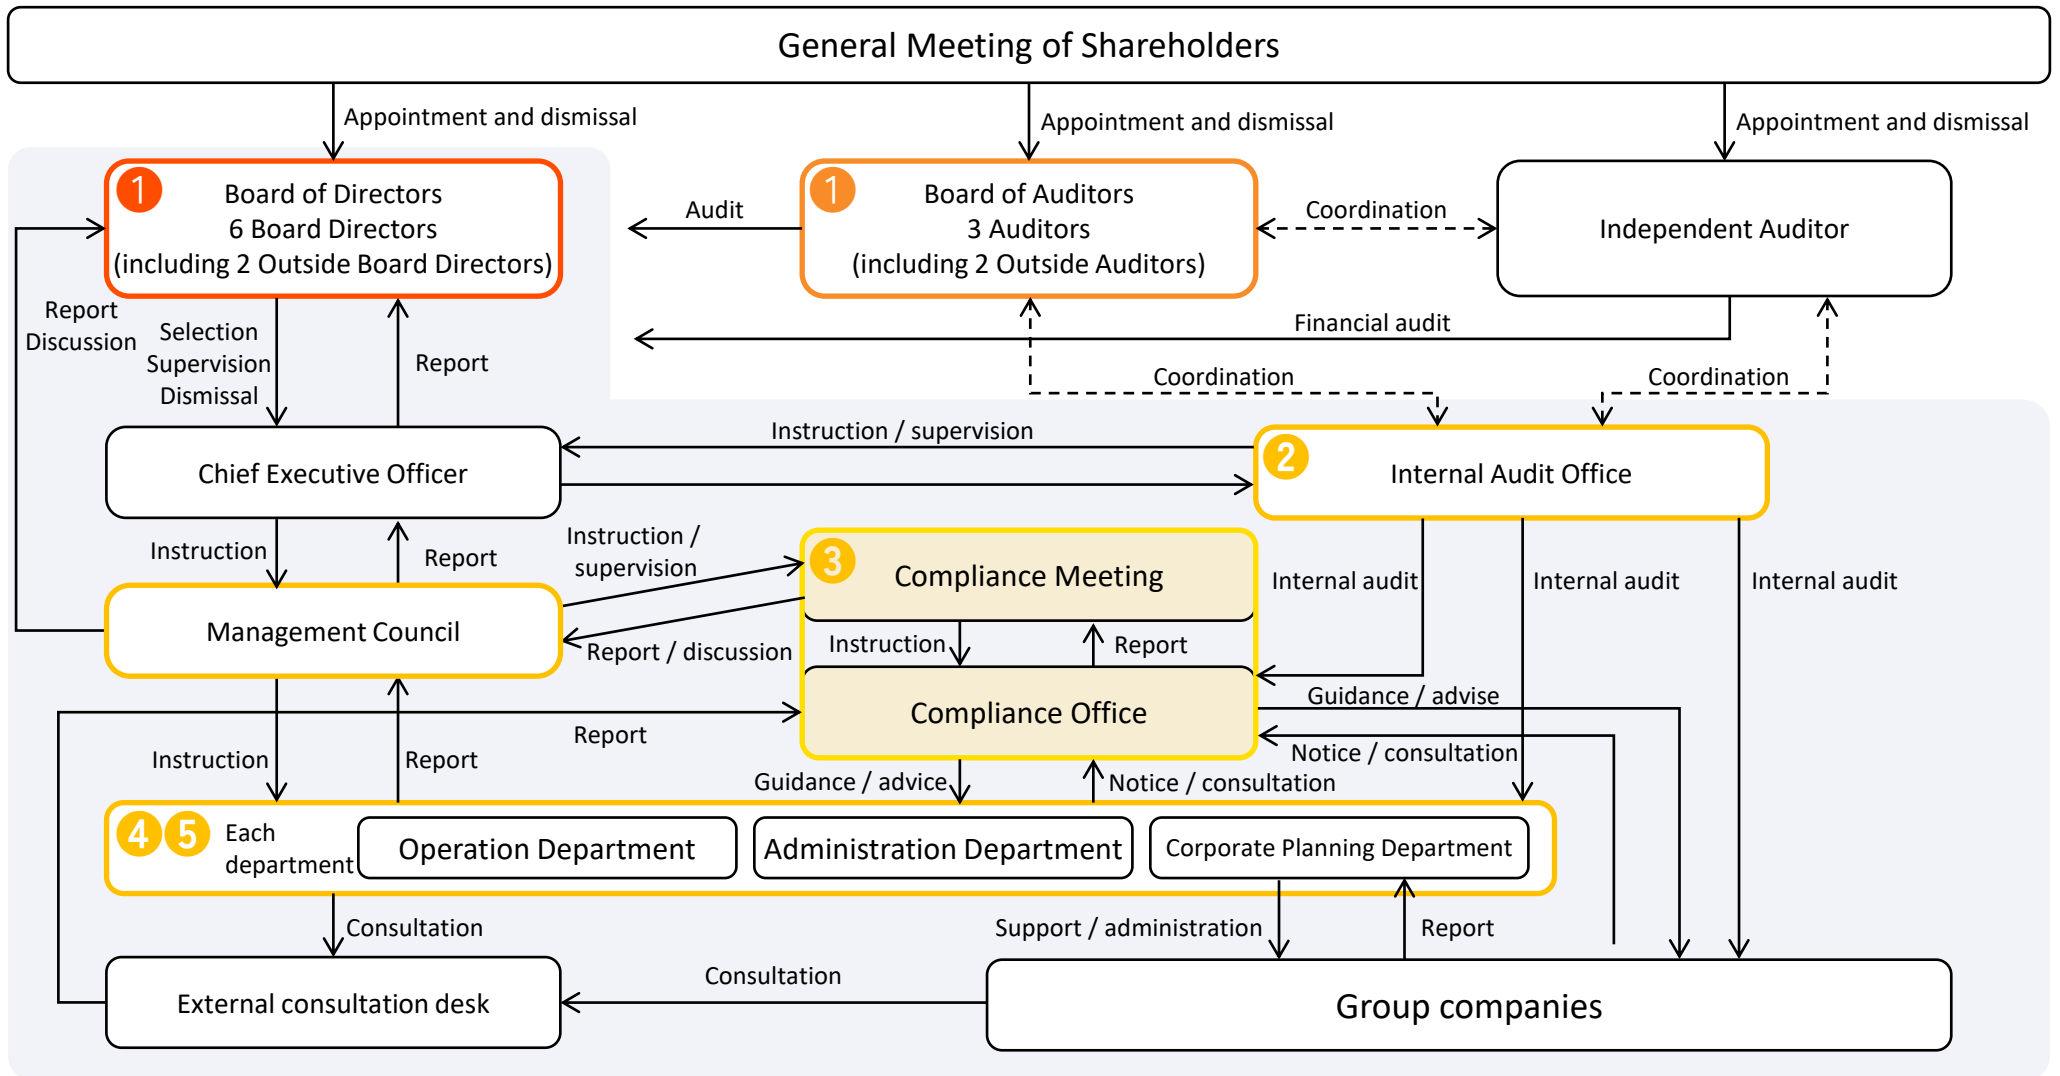 General Meeting of Shareholders
Appointment and dismissal
Appointment and dismissal
Appointment and dismissal
1
Board of Directors
6 Board Directors
(including 2 Outside Board Directors)
Audit
1
Board of Auditors
3 Auditors
(including 2 Outside Auditors)
Coordination
Independent Auditor
Report
Discussion
Selection
Supervision
Dismissal
Report
Financial audit
Coordination
Coordination
Chief Executive Officer
Instruction / supervision
2
Internal Audit Office
Instruction
Report
Instruction /
supervision
3
Compliance Meeting
Internal audit
Internal audit
Internal audit
Management Council
Report / discussion
Instruction
Report
Compliance Office
Guidance / advise
Report
Notice / consultation
Instruction
Report
Guidance / advice
Notice / consultation
4 5
Each
department
Operation Department
Administration Department
Corporate Planning Department
Consultation
Support / administration
Report
Consultation
External consultation desk
Group companies